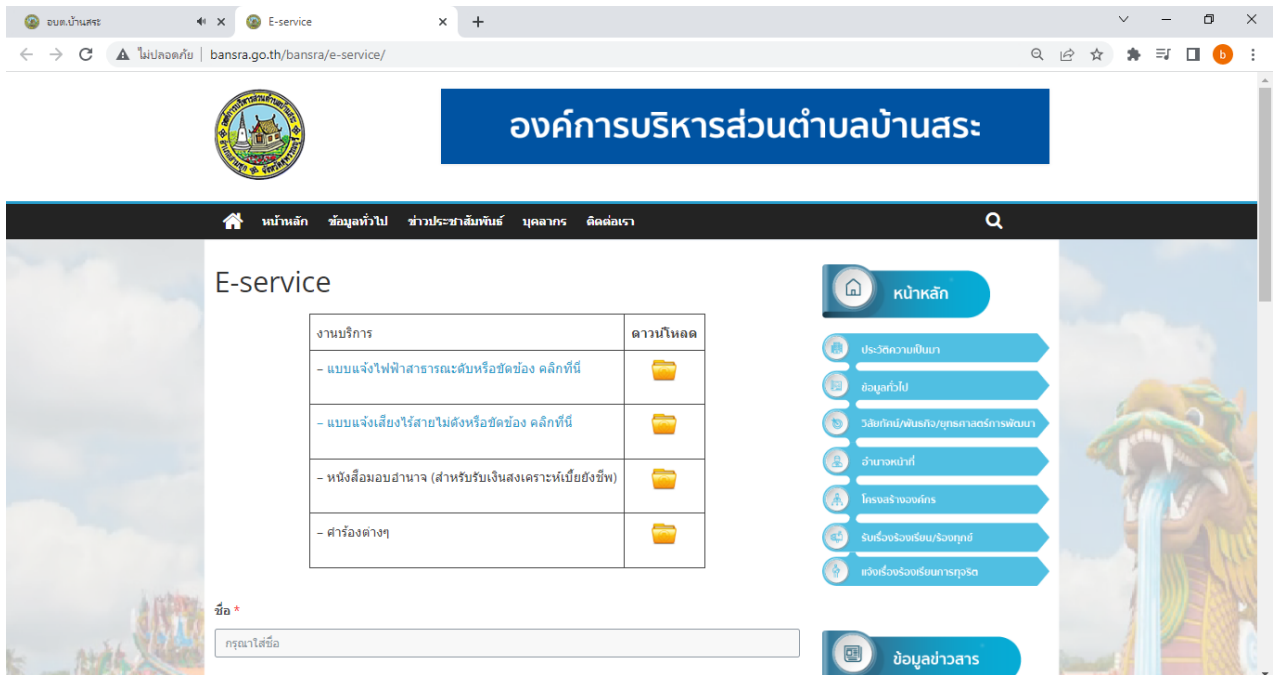 อบต.บ้านสระ
E-service
ไม่ปลอดภัย
bansra.go.th/bansra/e-service/
b
องค์การบริหารส่วนตำบลบ้านสระ
หน้าหลัก ข้อมูลทั่วไป ข่าวประชาสัมพันธ์ บุคลากร ติดต่อเรา
E-service
งานบริการ ดาวน์โหลด
– แบบแจ้งไฟฟ้าสาธารณะดับหรือขัดข้อง คลิกที่นี่
– แบบแจ้งเสียงไร้สายไม่ดังหรือขัดข้อง คลิกที่นี่
– หนังสือมอบอำนาจ (สำหรับรับเงินสงเคราะห์เบี้ยยังชีพ)
– คำร้องต่างๆ
ชื่อ *
กรุณาใส่ชื่อ
หน้าหลัก
ประวัติความเป็นมา
ข้อมูลทั่วไป
วิสัยทัศน์/พันธกิจ/ยุทธศาสตร์การพัฒนา
อำนาจหน้าที่
โครงสร้างองค์กร
รับเรื่องร้องเรียน/ร้องทุกข์
แจ้งเรื่องร้องเรียนการทุจริต
ข้อมูลข่าวสาร